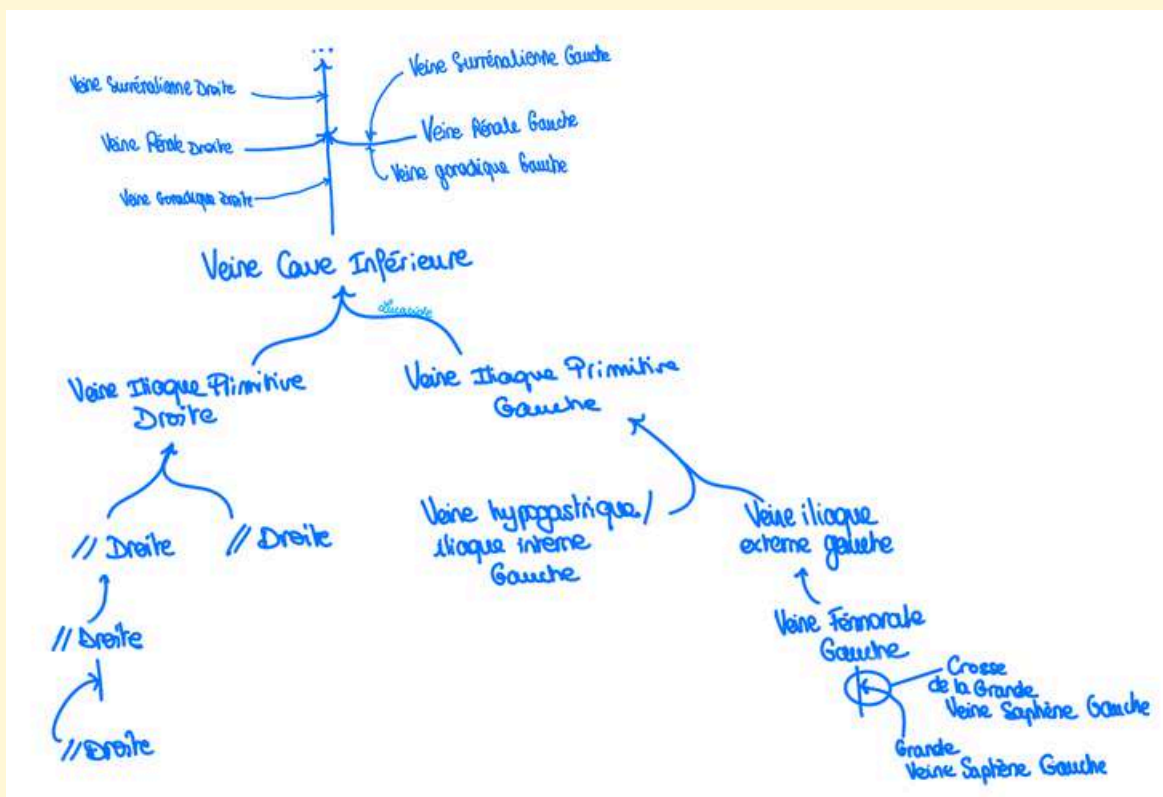 ...
Veine Surrénalienne Droite
Veine Surrénalienne Gauche
Veine Rénale Droite
Veine Rénale Gauche
Veine Gonadique Droite
Veine gonadique Gauche
Veine Cave Inférieure
Lucaside
Veine Iliaque Primitive
Droite
Veine Iliaque Primitive
Gauche
// Droite
// Droite
Veine hypogastrique/
iliaque interne
Gauche
Veine iliaque
externe gauche
// Droite
Veine Fémorale
Gauche
// Droite
Crosse
de la Grande
Veine Saphène Gauche
Grande
Veine Saphène Gauche